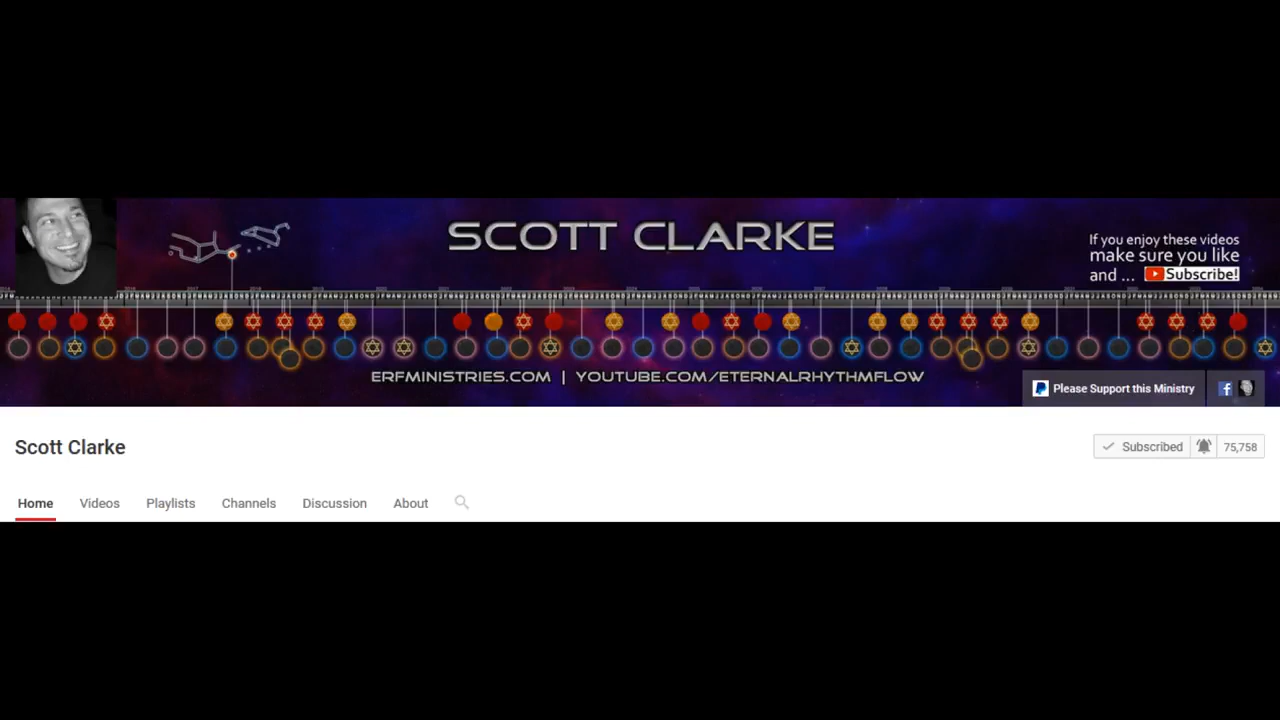 SCOTT CLARKE
If you enjoy these videos
make sure you like
and ... Subscribe!
ERFMINISTRIES.COM | YOUTUBE.COM/ETERNALRHYTHMFLOW
Please Support this Ministry
Scott Clarke
Subscribed 75,758
Home Videos Playlists Channels Discussion About